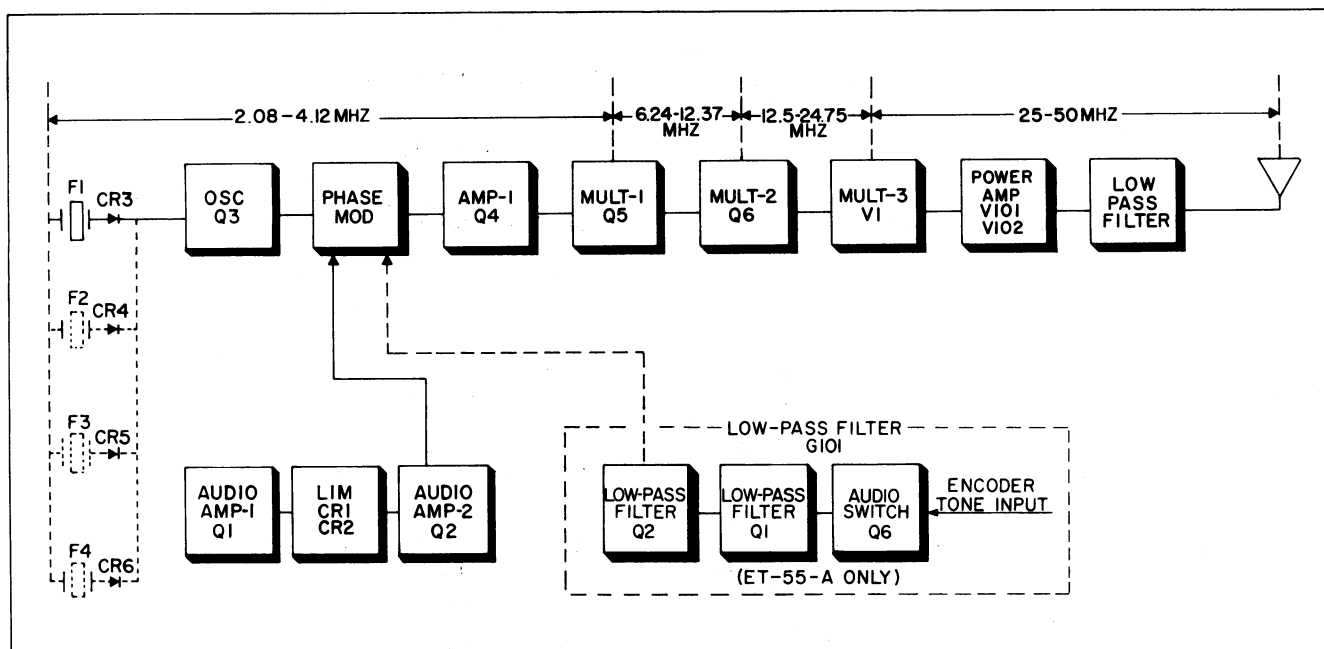 2.08-4.12 MHZ
6.24-12.37
MHZ
12.5-24.75
MHZ
25-50 MHZ
F1
CR3
OSC
Q3
PHASE
MOD
AMP-1
Q4
MULT-1
Q5
MULT-2
Q6
MULT-3
V1
POWER
AMP
V101
V102
LOW
PASS
FILTER
F2
CR4
F3
CR5
F4
CR6
AUDIO
AMP-1
Q1
LIM
CR1
CR2
AUDIO
AMP-2
Q2
LOW-PASS FILTER
G101
LOW-PASS
FILTER
Q2
LOW-PASS
FILTER
Q1
AUDIO
SWITCH
Q6
ENCODER
TONE INPUT
(ET-55-A ONLY)